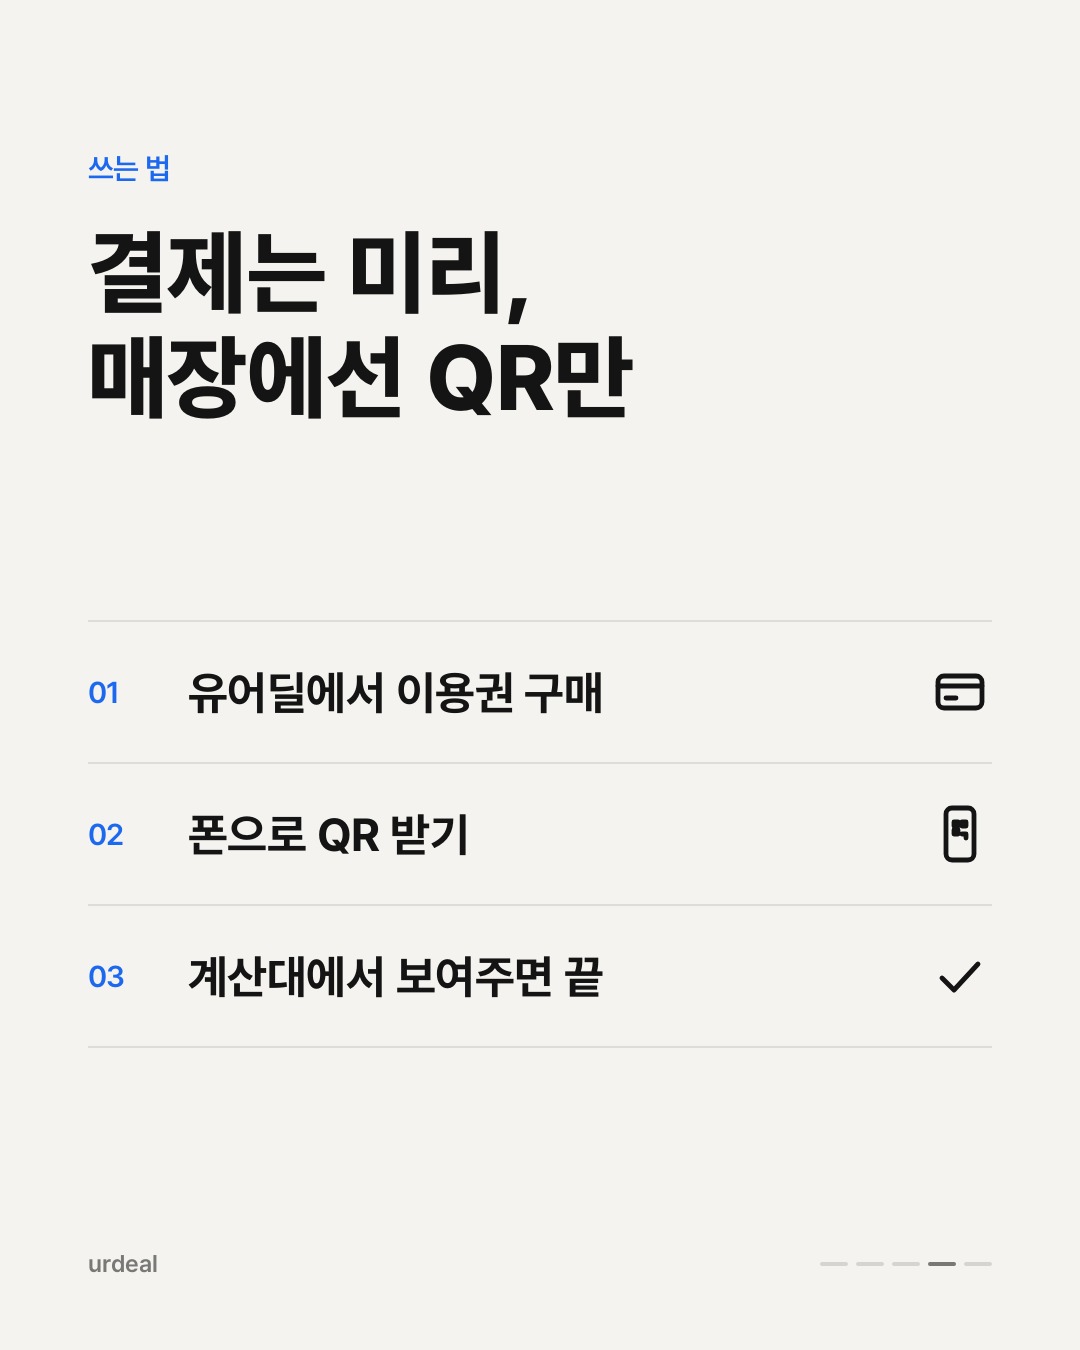 쓰는 법
결제는 미리,
매장에선 QR만
01 유어딜에서 이용권 구매
02 폰으로 QR 받기
03 계산대에서 보여주면 끝
urdeal